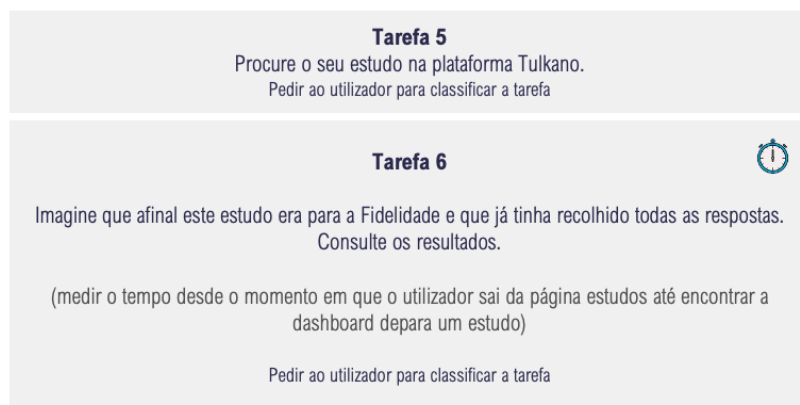 Tarefa 5
Procure o seu estudo na plataforma Tulkano.
Pedir ao utilizador para classificar a tarefa
Tarefa 6
Imagine que afinal este estudo era para a Fidelidade e que já tinha recolhido todas as respostas.
Consulte os resultados.
(medir o tempo desde o momento em que o utilizador sai da página estudos até encontrar a
dashboard depara um estudo)
Pedir ao utilizador para classificar a tarefa